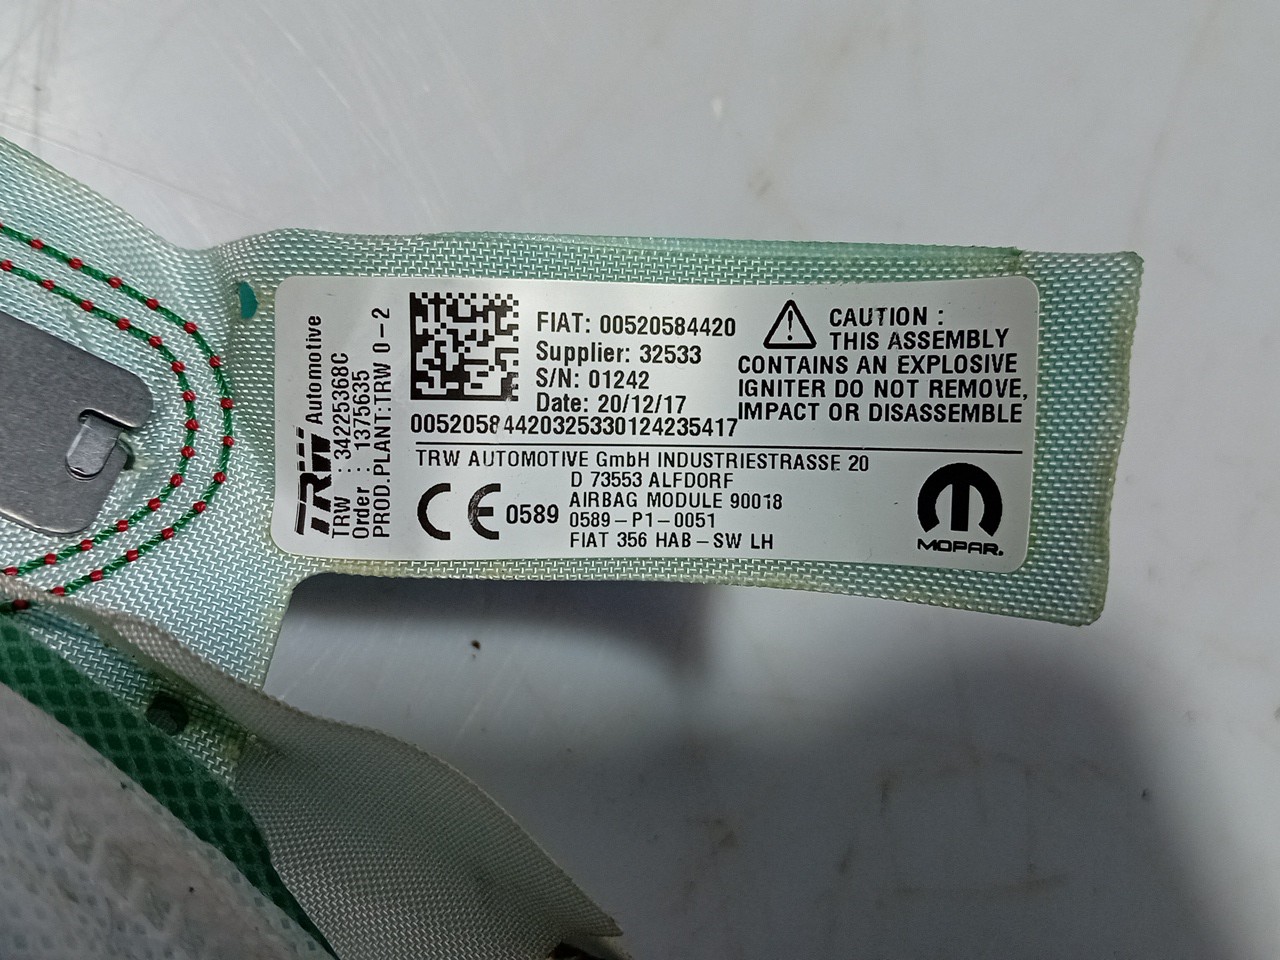 TRW Automotive
TRW : 34225368C
Order : 1375635
PROD.PLANT:TRW 0-2
FIAT: 00520584420
Supplier: 32533
S/N: 01242
Date: 20/12/17
00520584420325330124235417
CAUTION :
THIS ASSEMBLY
CONTAINS AN EXPLOSIVE
IGNITER DO NOT REMOVE,
IMPACT OR DISASSEMBLE
TRW AUTOMOTIVE GmbH INDUSTRIESTRASSE 20
D 73553 ALFDORF
AIRBAG MODULE 90018
CE 0589 0589-P1-0051
FIAT 356 HAB-SW LH
MOPAR.